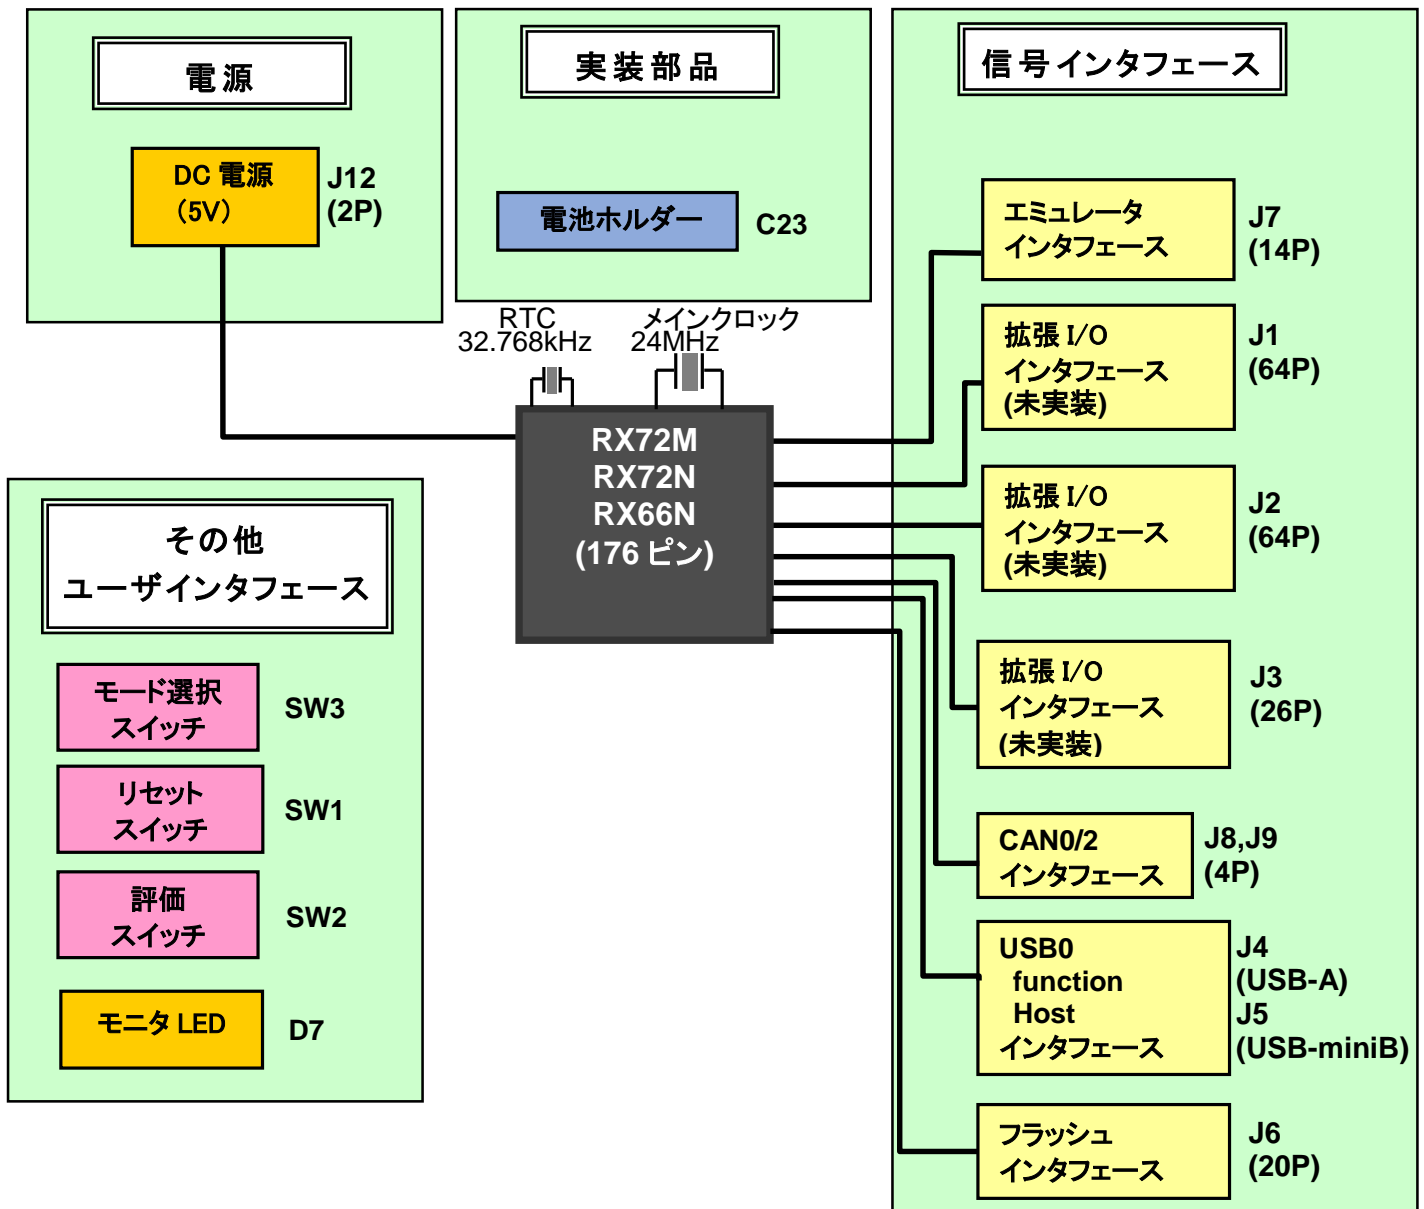 電源
DC 電源
（5V）
J12
(2P)
実装部品
電池ホルダー
C23
RTC
32.768kHz
メインクロック
24MHz
RX72M
RX72N
RX66N
(176 ピン)
その他
ユーザインタフェース
モード選択
スイッチ
SW3
リセット
スイッチ
SW1
評価
スイッチ
SW2
モニタ LED
D7
信号インタフェース
エミュレータ
インタフェース
J7
(14P)
拡張 I/O
インタフェース
(未実装)
J1
(64P)
拡張 I/O
インタフェース
(未実装)
J2
(64P)
拡張 I/O
インタフェース
(未実装)
J3
(26P)
CAN0/2
インタフェース
J8,J9
(4P)
USB0
function
Host
インタフェース
J4
(USB-A)
J5
(USB-miniB)
フラッシュ
インタフェース
J6
(20P)